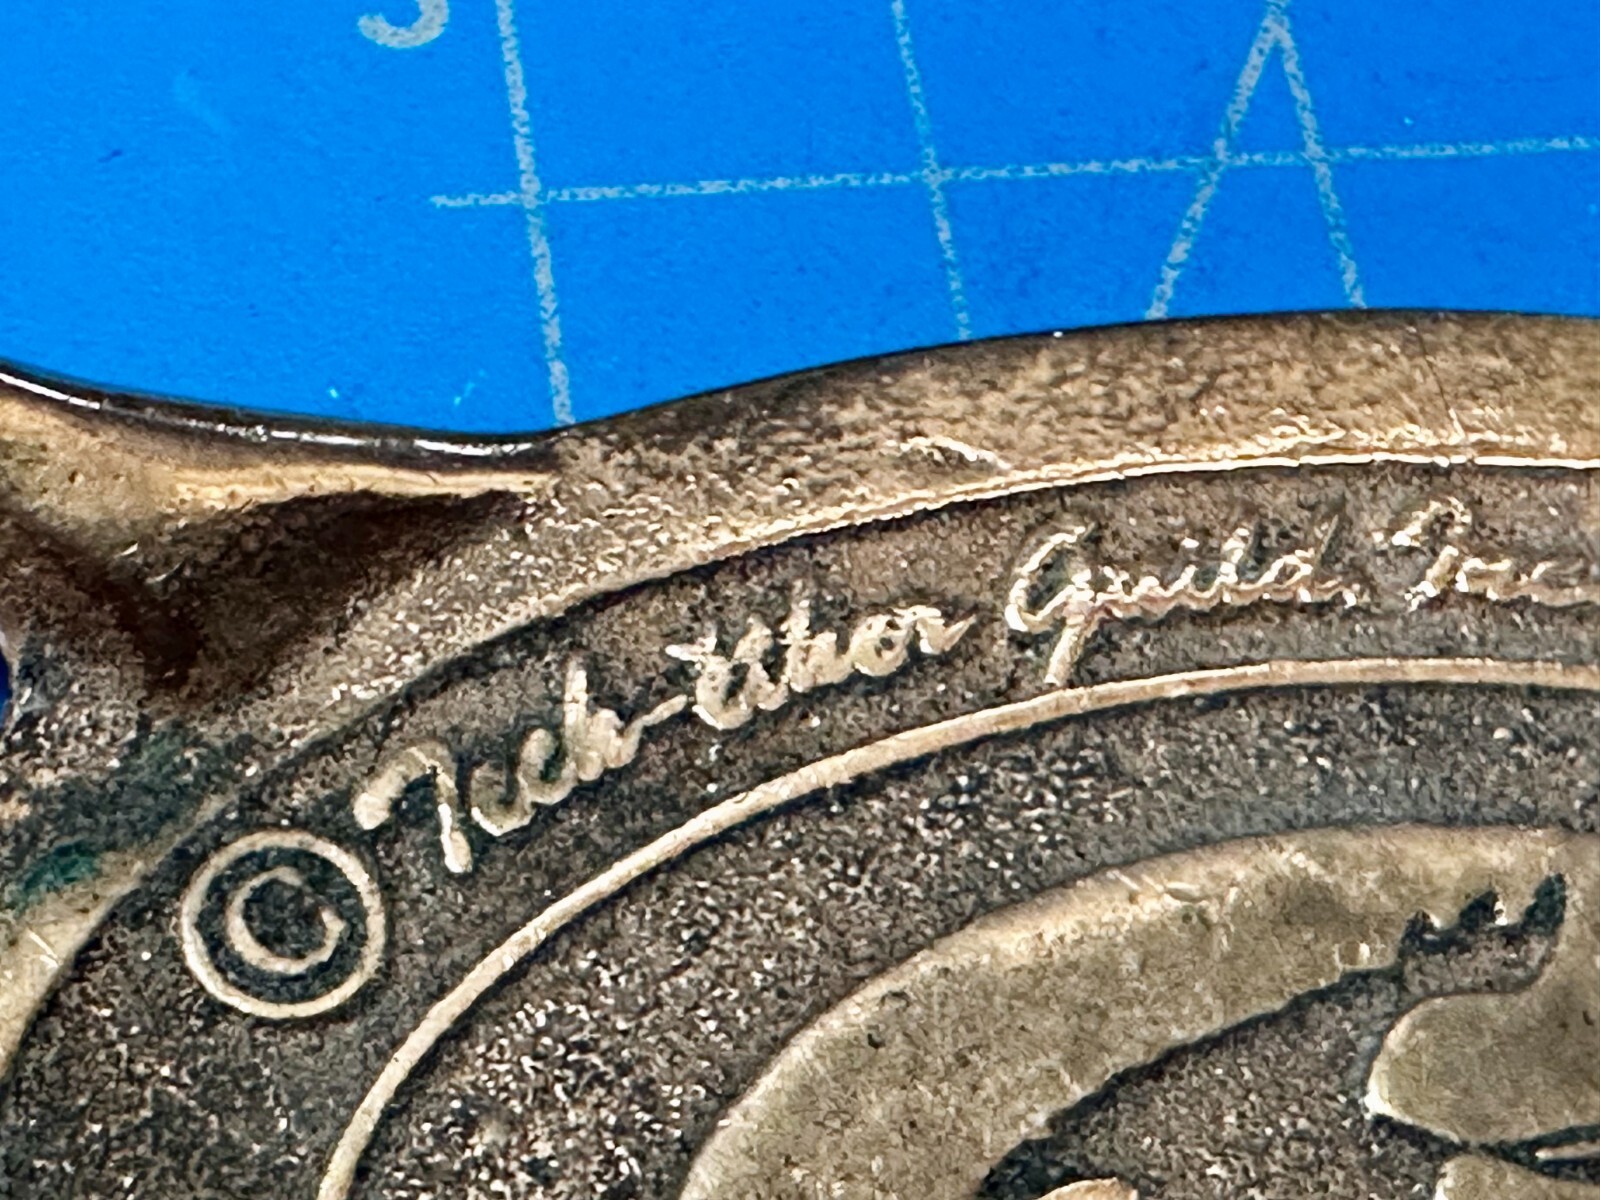 © Tech-Ether Guild, Inc